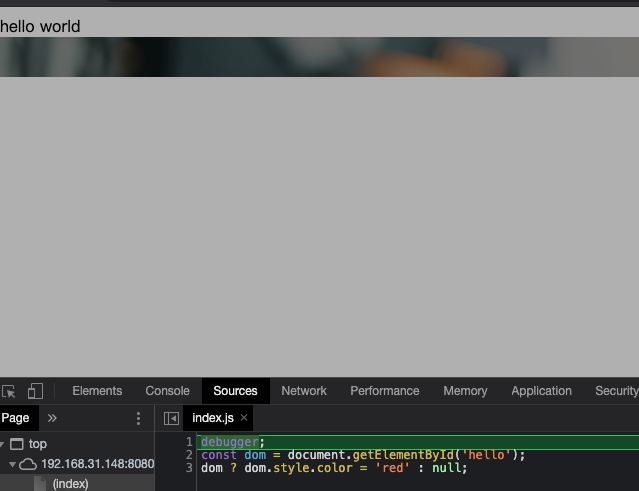 hello world
Elements Console Sources Network Performance Memory Application Security
Page » index.js ×
top
192.168.31.148:8080
(index)
1 debugger;
2 const dom = document.getElementById('hello');
3 dom ? dom.style.color = 'red' : null;